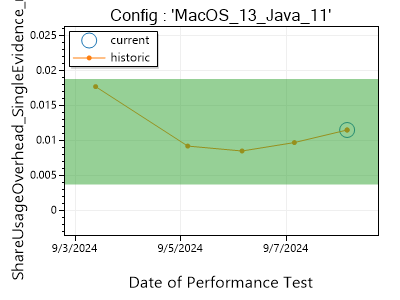 Config : 'MacOS_13_Java_11'
ShareUsageOverhead_SingleEvidence_
0.025
0.02
0.015
0.01
0.005
0
current
historic
9/3/2024
9/5/2024
9/7/2024
Date of Performance Test